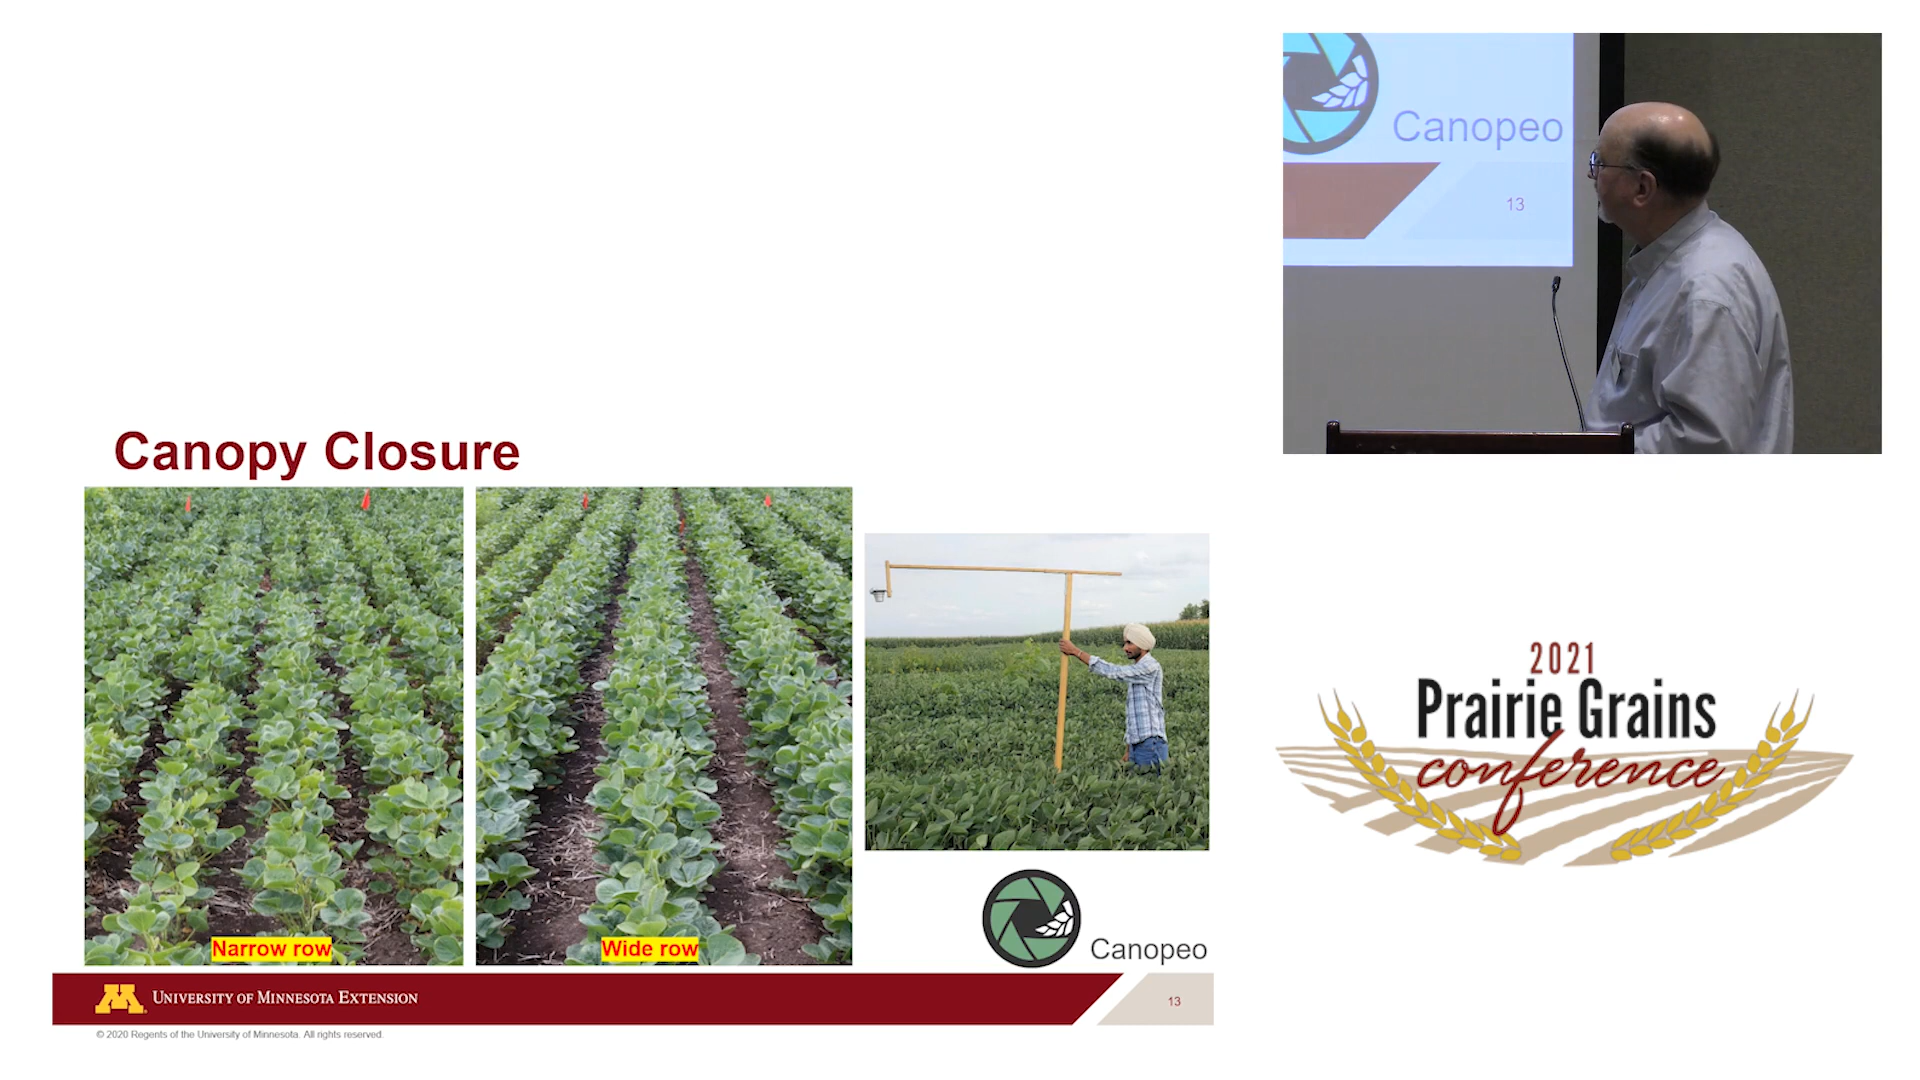 Canopy Closure
Narrow row
Wide row
Canopeo
UNIVERSITY OF MINNESOTA EXTENSION
13
© 2020 Regents of the University of Minnesota. All rights reserved.
Canopeo
13
2021
Prairie Grains
conference